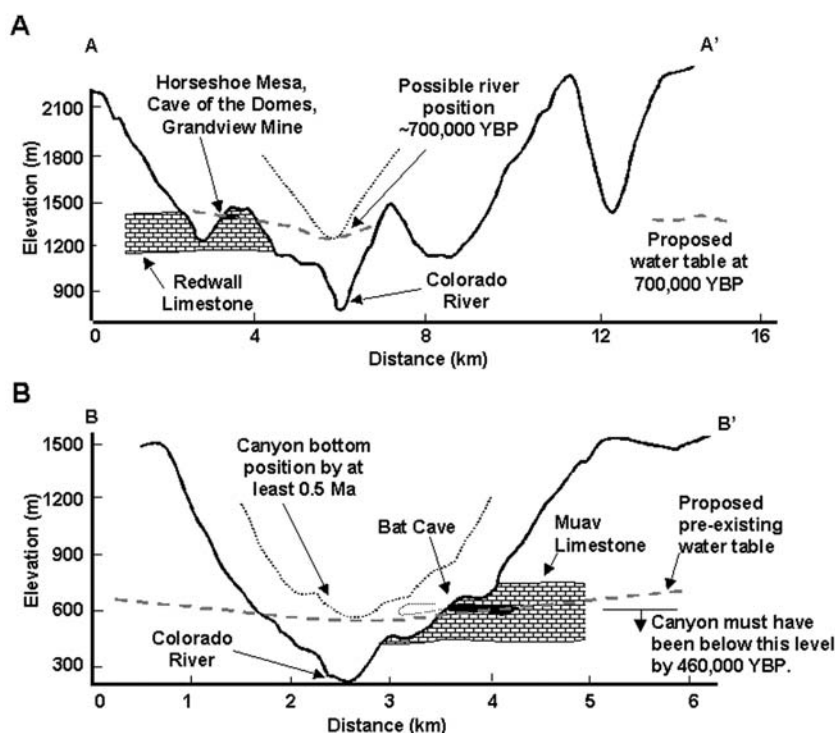 A
A
A'
Horseshoe Mesa,
Cave of the Domes,
Grandview Mine
Possible river
position
~700,000 YBP
2100
1800
1500
1200
900
Elevation (m)
Redwall
Limestone
Colorado
River
Proposed
water table at
700,000 YBP
0
4
8
12
16
Distance (km)
B
B
B'
1500
1200
900
600
300
Elevation (m)
Canyon bottom
position by at
least 0.5 Ma
Bat Cave
Muav
Limestone
Proposed
pre-existing
water table
Colorado
River
Canyon must have
been below this level
by 460,000 YBP.
0
1
2
3
4
5
6
Distance (km)